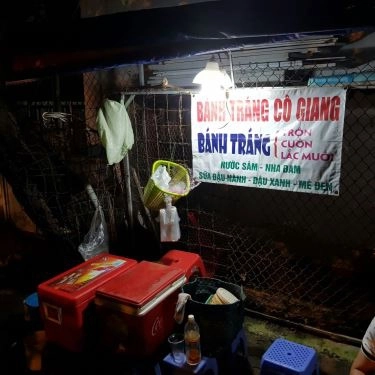 BÁNH TRÁNG CÔ GIANG
BÁNH TRÁNG { TRỘN
CUỐN
LẮC MUỐI
NƯỚC SÂM - NHA ĐAM
SỮA ĐẬU NÀNH - ĐẬU XANH - MÈ ĐEN